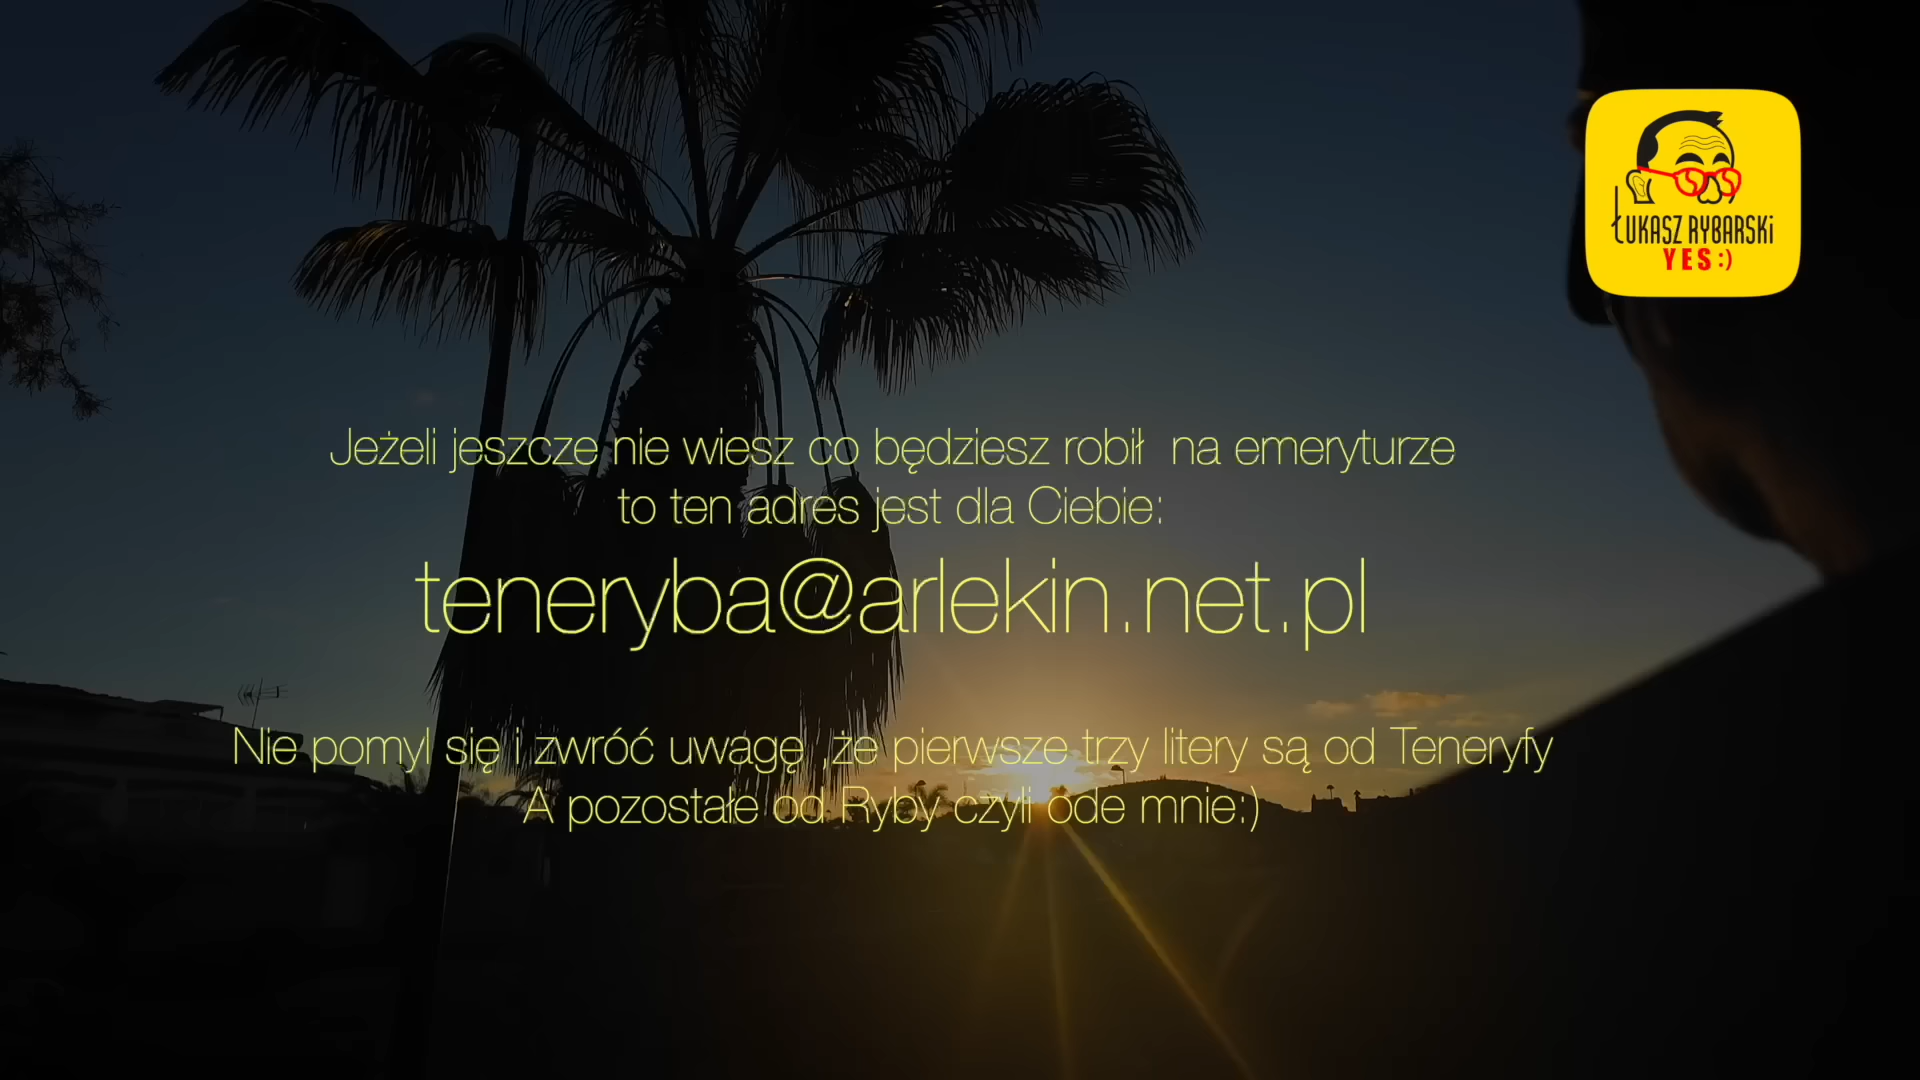 ŁUKASZ RYBARSKi
YES:)
Jeżeli jeszcze nie wiesz co będziesz robił na emeryturze
to ten adres jest dla Ciebie:
teneryba@arlekin.net.pl
Nie pomyl się i zwróć uwagę ,że pierwsze trzy litery są od Teneryfy
A pozostałe od Ryby czyli ode mnie:)